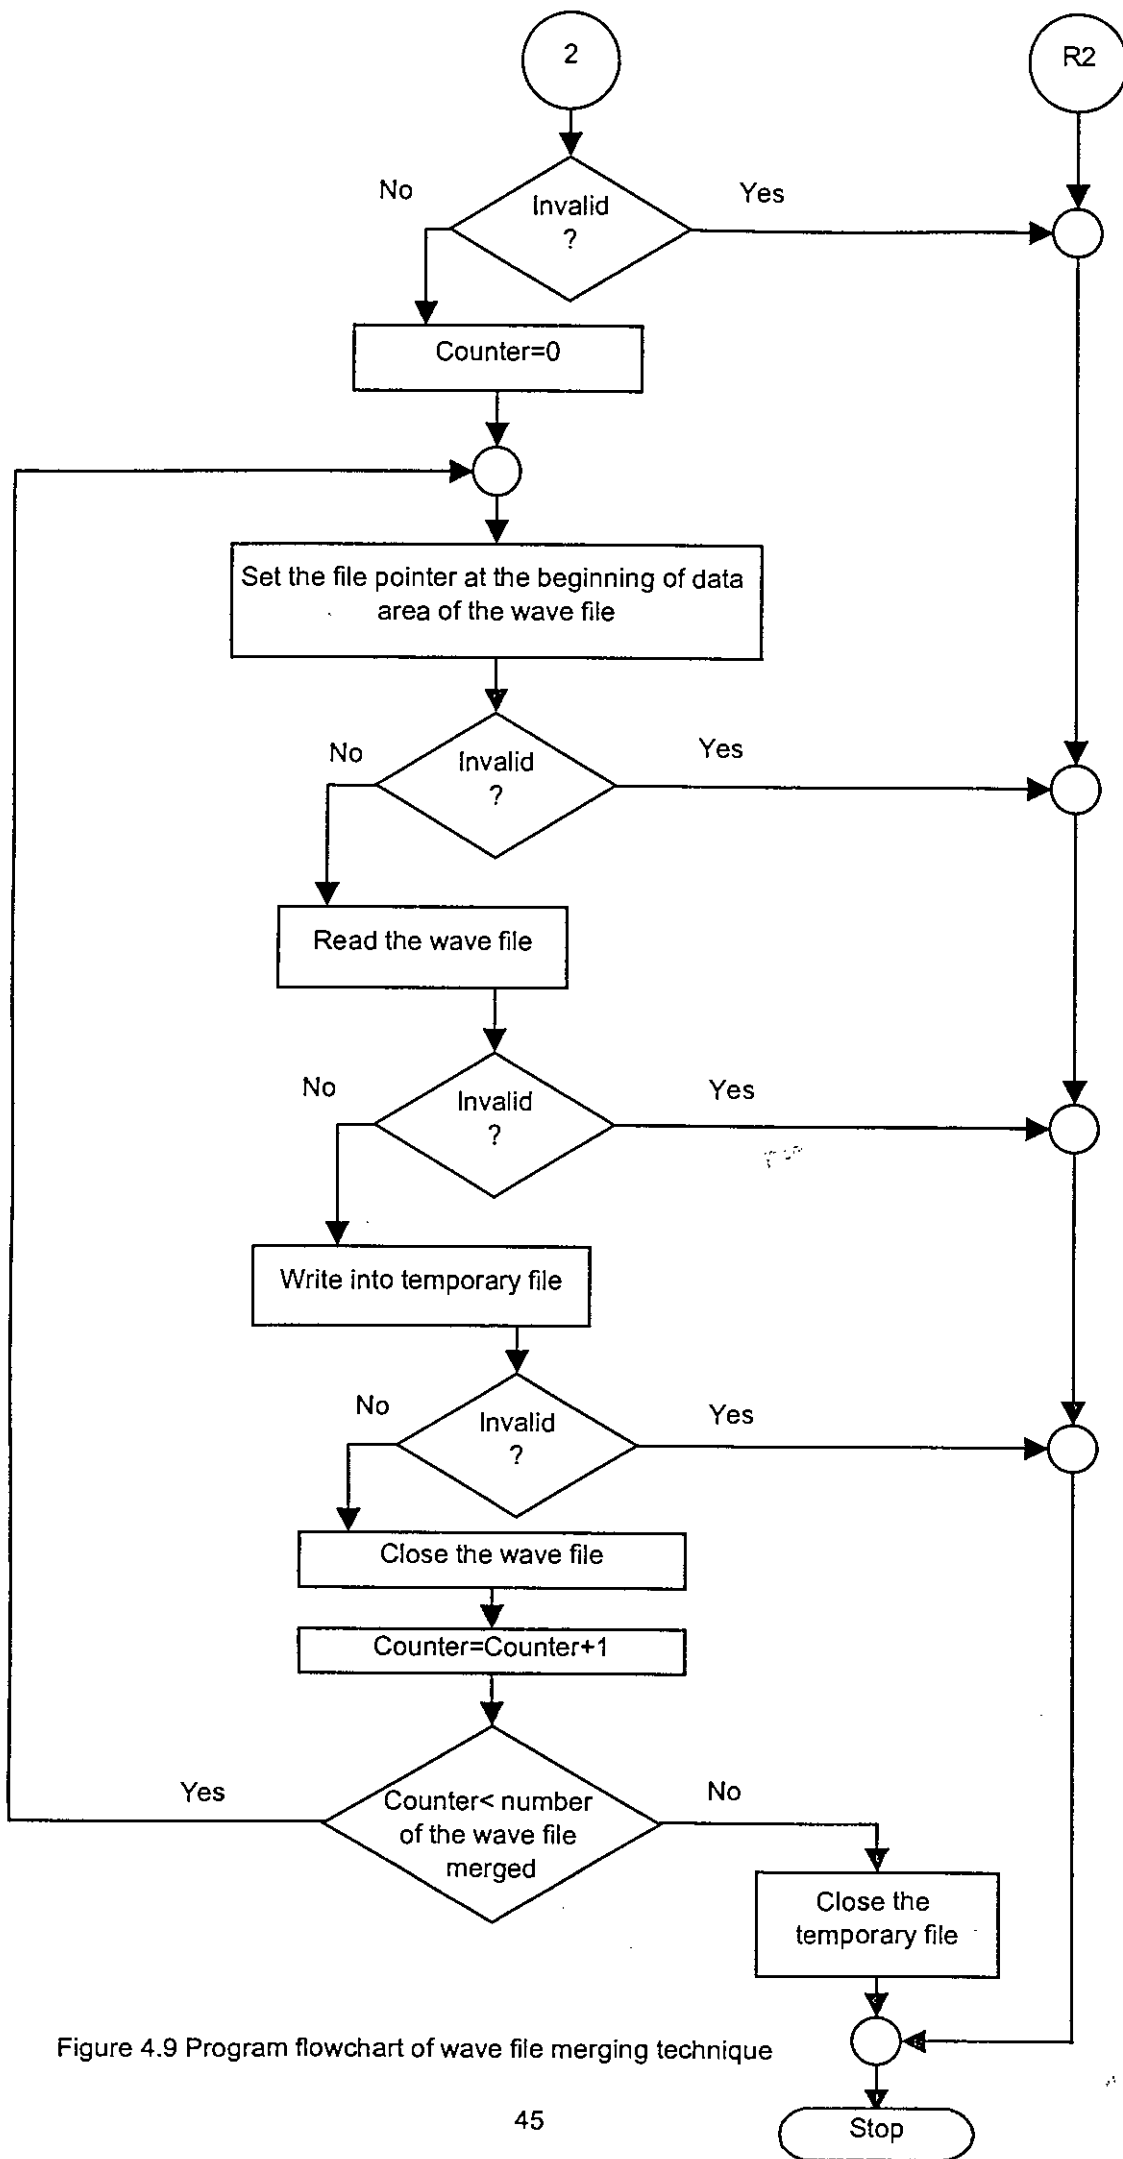 2
R2
No
Invalid
?
Yes
Counter=0
Set the file pointer at the beginning of data
area of the wave file
No
Invalid
?
Yes
Read the wave file
No
Invalid
?
Yes
Write into temporary file
No
Invalid
?
Yes
Close the wave file
Counter=Counter+1
Yes
Counter< number
of the wave file
merged
No
Close the
temporary file
Figure 4.9 Program flowchart of wave file merging technique
45
Stop